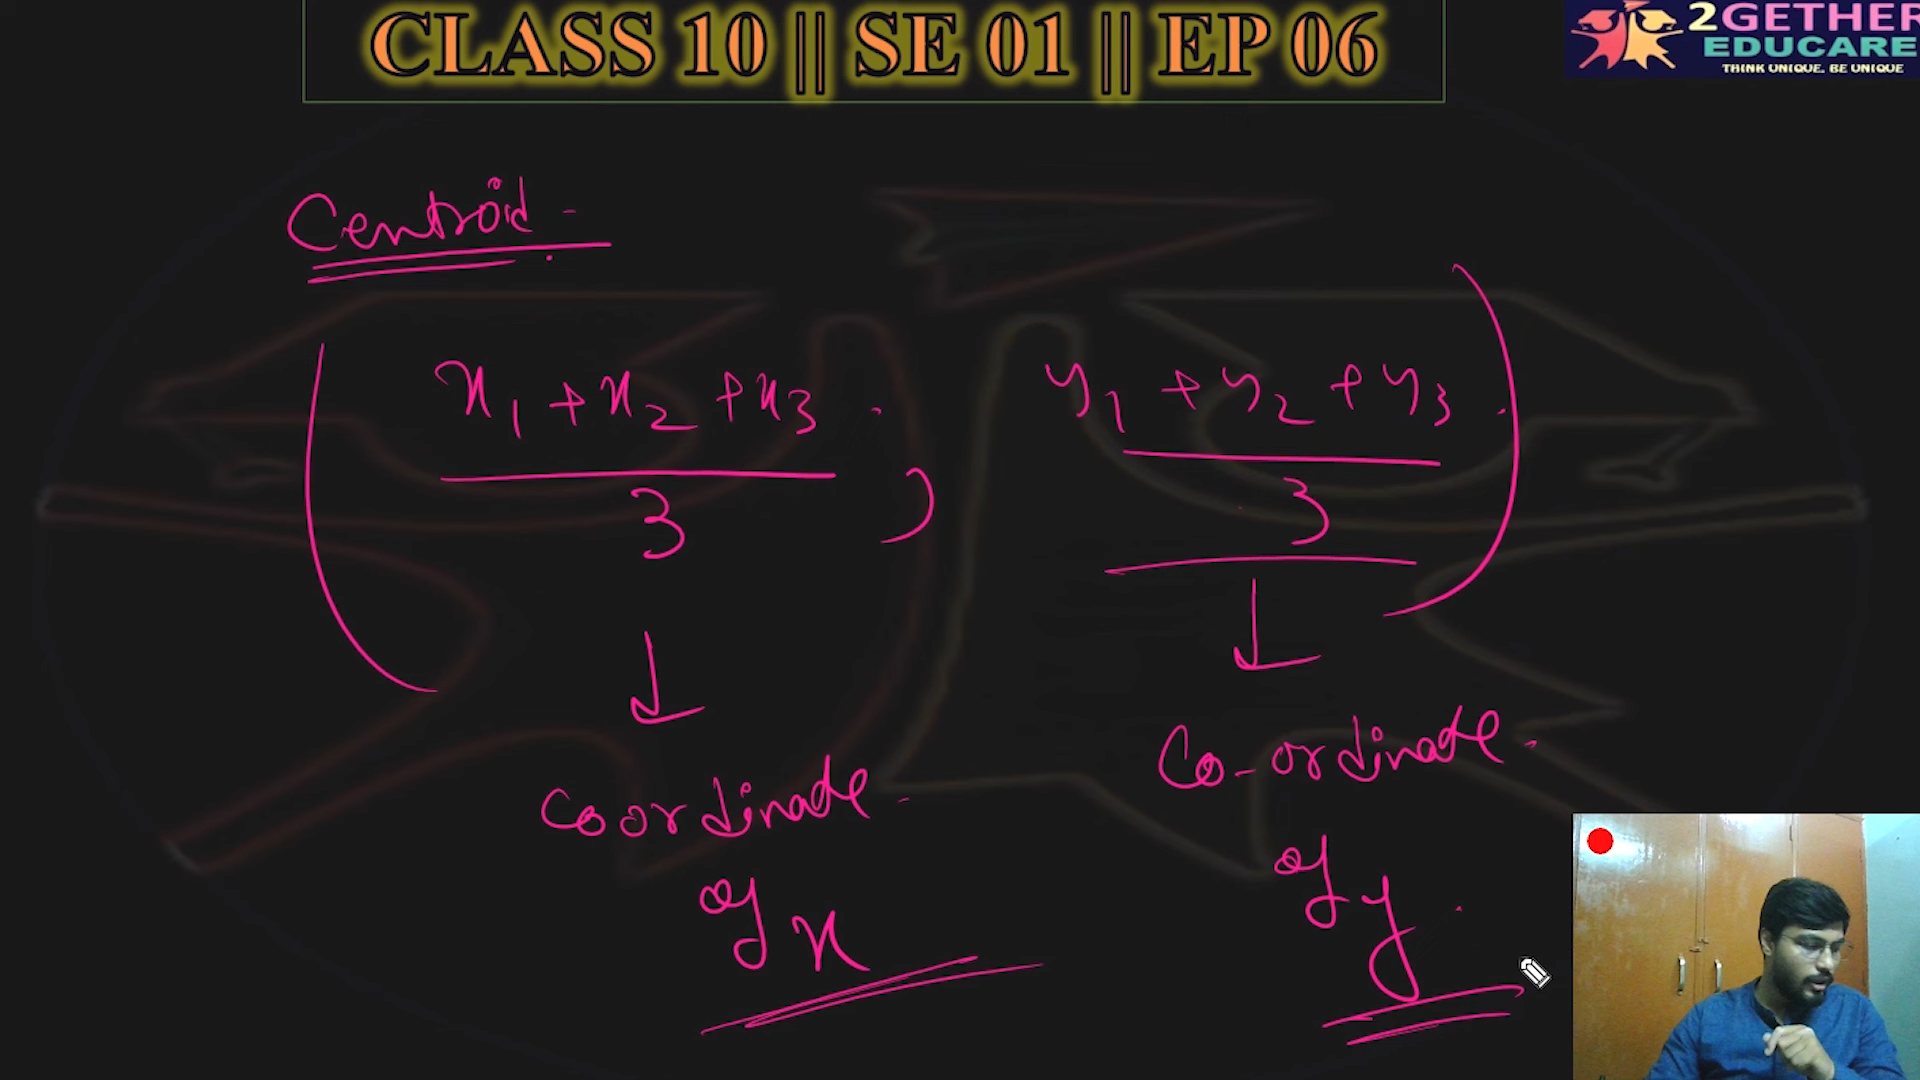 CLASS 10 || SE 01 || EP 06
2GETHER
EDUCARE
THINK UNIQUE, BE UNIQUE
Centroid
( x₁ + x₂ + x₃ / 3 , y₁ + y₂ + y₃ / 3 )
↓ ↓
Coordinate Co-ordinate
of x of y